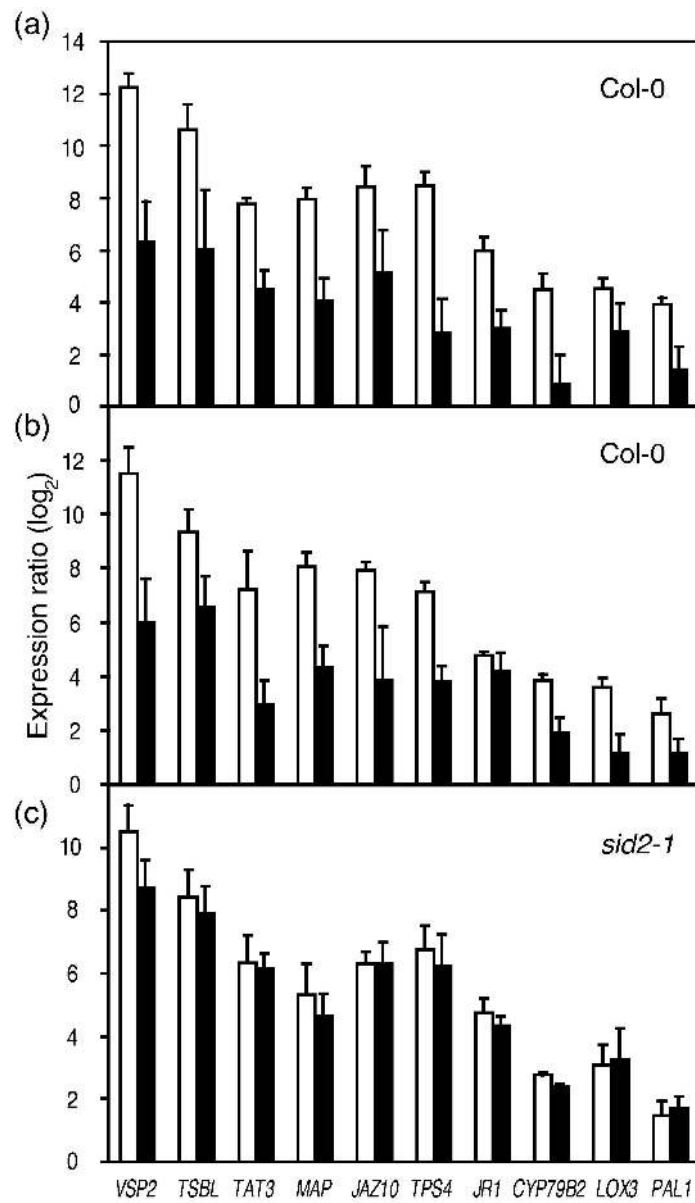 (a)
14
12
10
8
6
4
2
0
Col-0
(b)
12
10
8
6
4
2
0
Col-0
Expression ratio (log₂)
(c)
10
8
6
4
2
0
sid2-1
VSP2 TSBL TAT3 MAP JAZ10 TPS4 JR1 CYP79B2 LOX3 PAL1